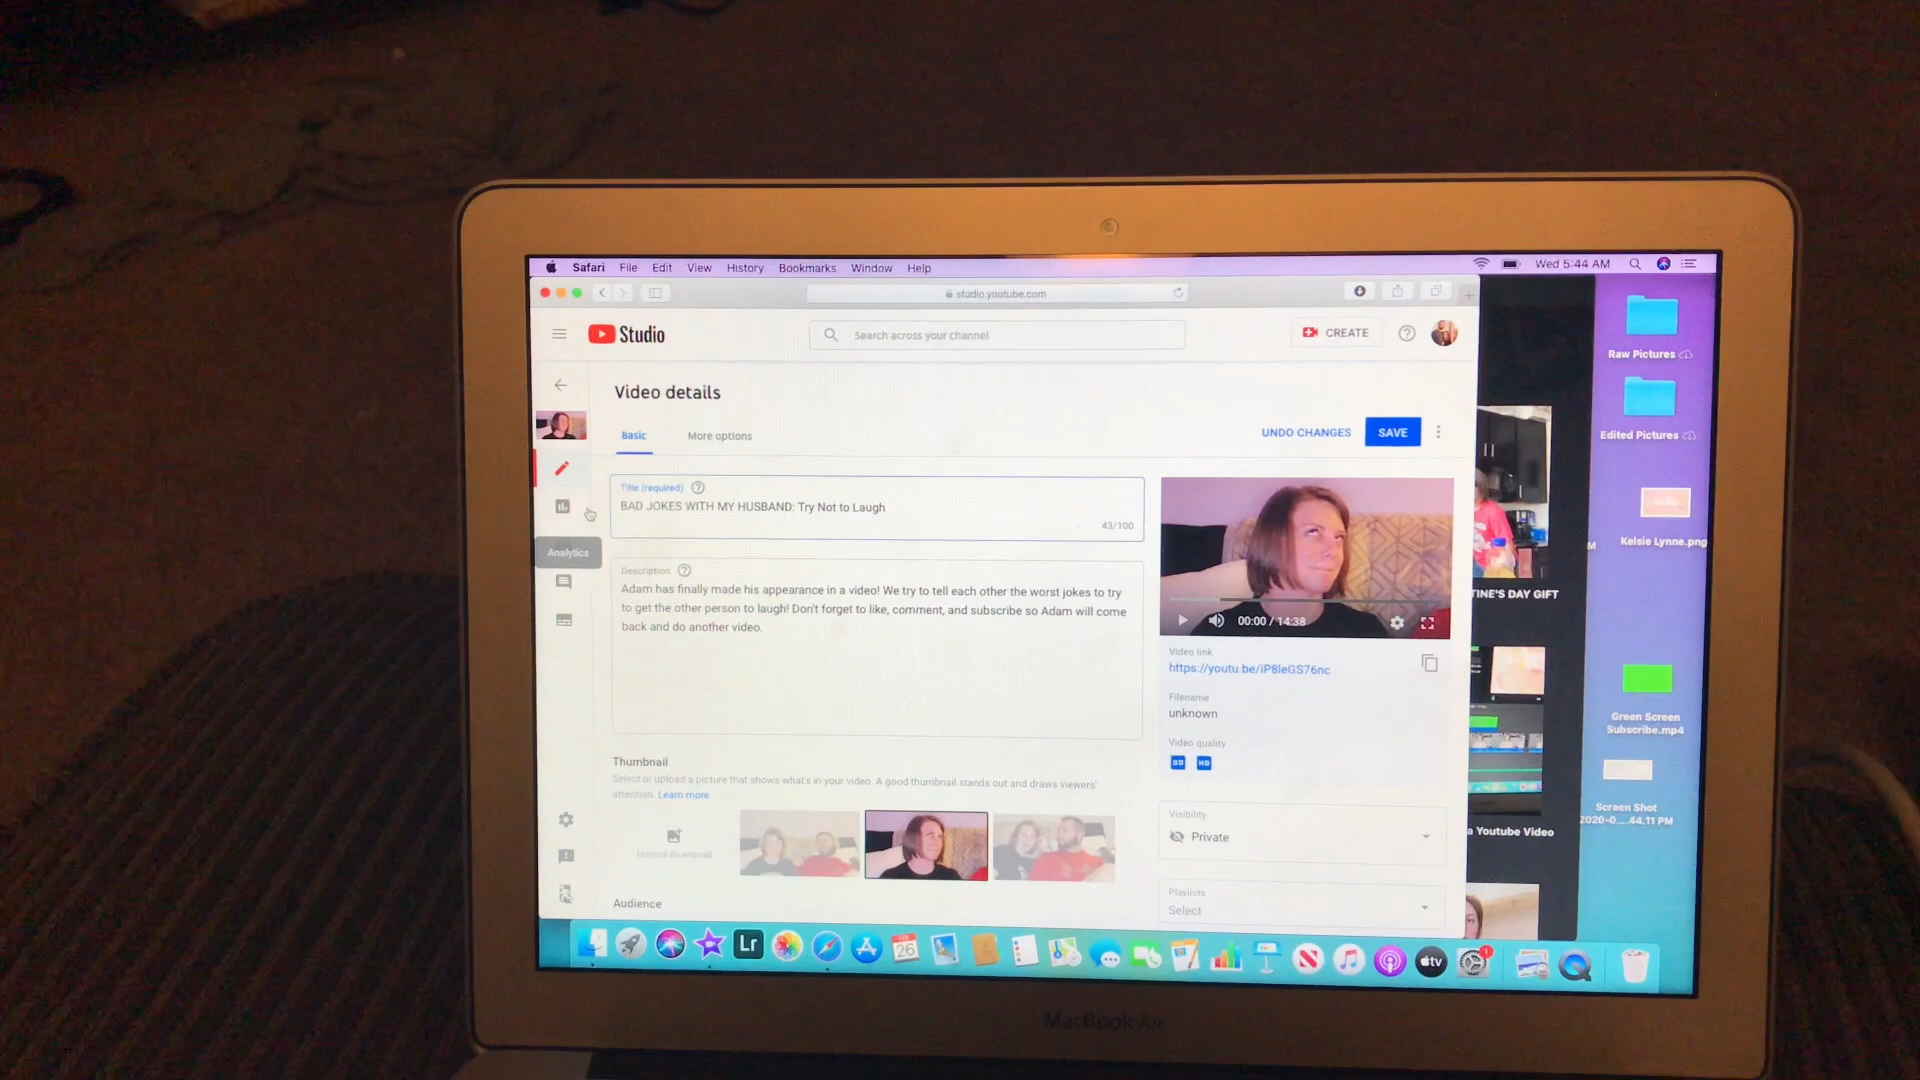 Safari File Edit View History Bookmarks Window Help
Wed 5:44 AM
studio.youtube.com
Studio
Search across your channel
CREATE
Video details
Basic
More options
UNDO CHANGES
SAVE
Title (required)
BAD JOKES WITH MY HUSBAND: Try Not to Laugh
43/100
Analytics
Description
Adam has finally made his appearance in a video! We try to tell each other the worst jokes to try
to get the other person to laugh! Don't forget to like, comment, and subscribe so Adam will come
back and do another video.
00:00 / 14:38
Video link
https://youtu.be/iP8leGS76nc
Filename
unknown
Video quality
SD HD
Thumbnail
Select or upload a picture that shows what's in your video. A good thumbnail stands out and draws viewers'
attention. Learn more
Upload thumbnail
Visibility
Private
Playlists
Select
Audience
Raw Pictures
Edited Pictures
Kelsie Lynne.png
TINE'S DAY GIFT
Green Screen
Subscribe.mp4
Screen Shot
2020-0....44.11 PM
a Youtube Video
Lr
FEB
26
tv
1
MacBook Air